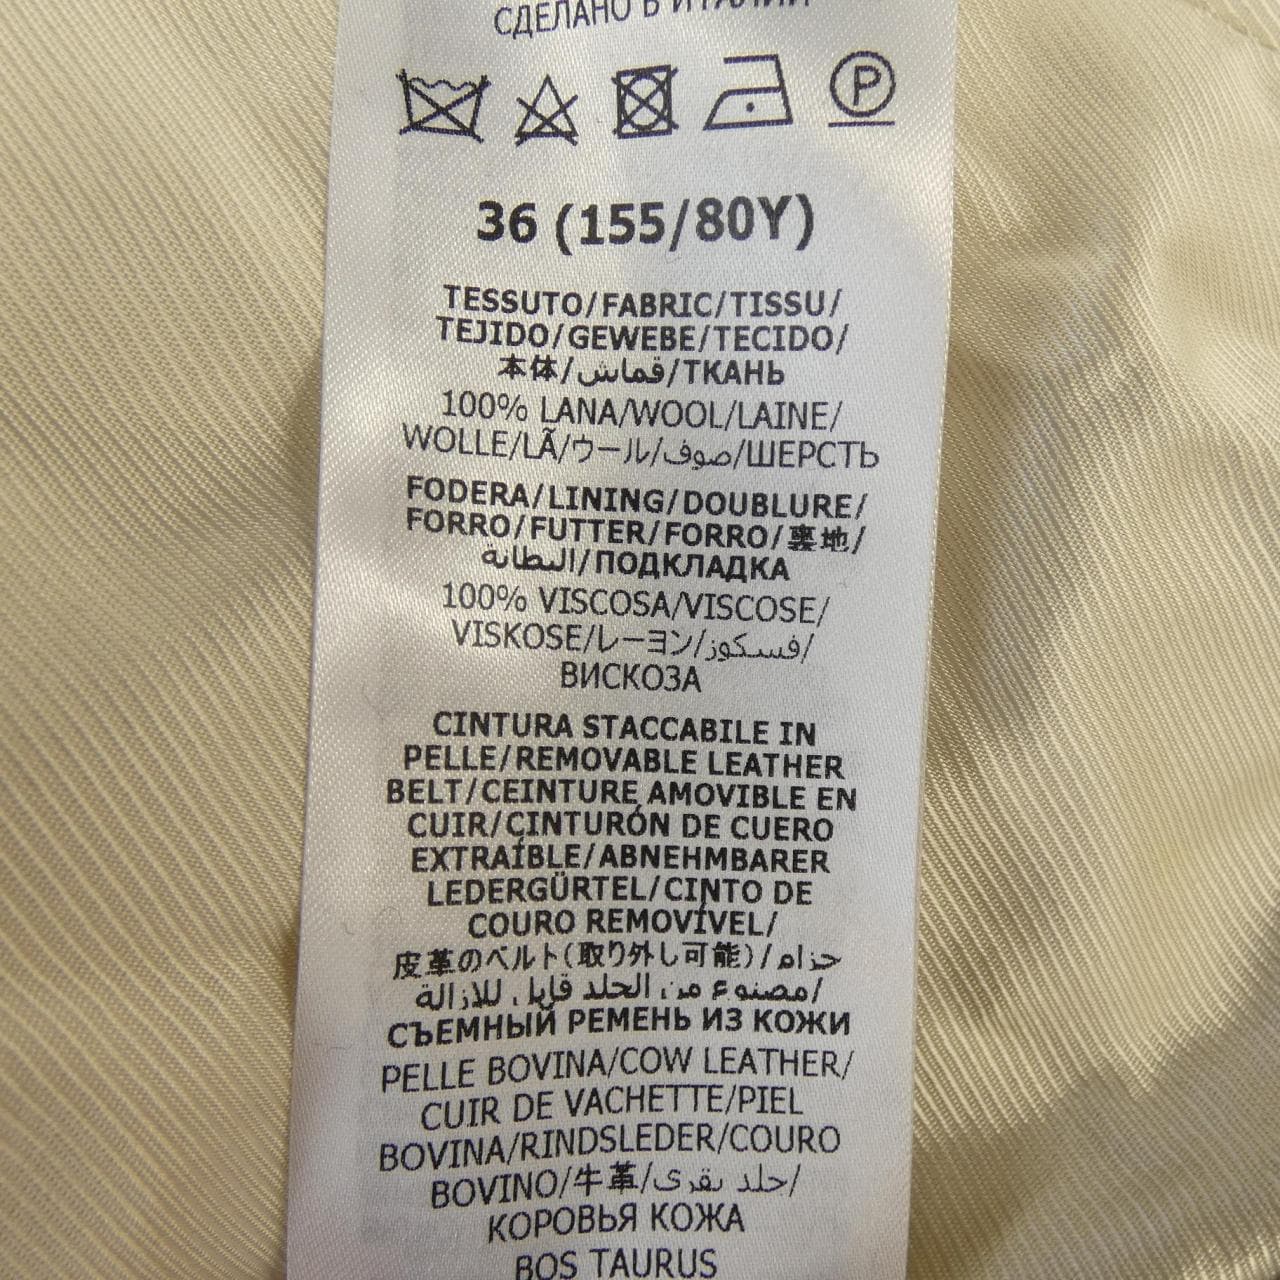 СДЕЛАНО В ИТАЛИИ
P
36 (155/80Y)
TESSUTO/FABRIC/TISSU/
TEJIDO/GEWEBE/TECIDO/
本体/قماش/ТКАНЬ
100% LANA/WOOL/LAINE/
WOLLE/LÃ/ウール/صوف/ШЕРСТЬ
FODERA/LINING/DOUBLURE/
FORRO/FUTTER/FORRO/裏地/
البطانة/ПОДКЛАДКА
100% VISCOSA/VISCOSE/
VISKOSE/レーヨン/فسكوز/
ВИСКОЗА
CINTURA STACCABILE IN
PELLE/REMOVABLE LEATHER
BELT/CEINTURE AMOVIBLE EN
CUIR/CINTURÓN DE CUERO
EXTRAÍBLE/ABNEHMBARER
LEDERGÜRTEL/CINTO DE
COURO REMOVÍVEL/
皮革のベルト(取り外し可能)/حزام
مصنوع من الجلد قابل للازالة/
СЪЕМНЫЙ РЕМЕНЬ ИЗ КОЖИ
PELLE BOVINA/COW LEATHER/
CUIR DE VACHETTE/PIEL
BOVINA/RINDSLEDER/COURO
BOVINO/牛革/جلد بقري/
КОРОВЬЯ КОЖА
BOS TAURUS